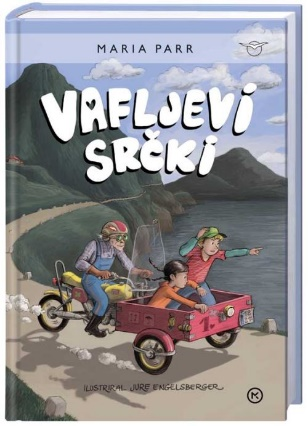 MARIA PARR
VAFLJEVI
SRČKI
ILUSTRIRAL JURE ENGELSBERGER
M